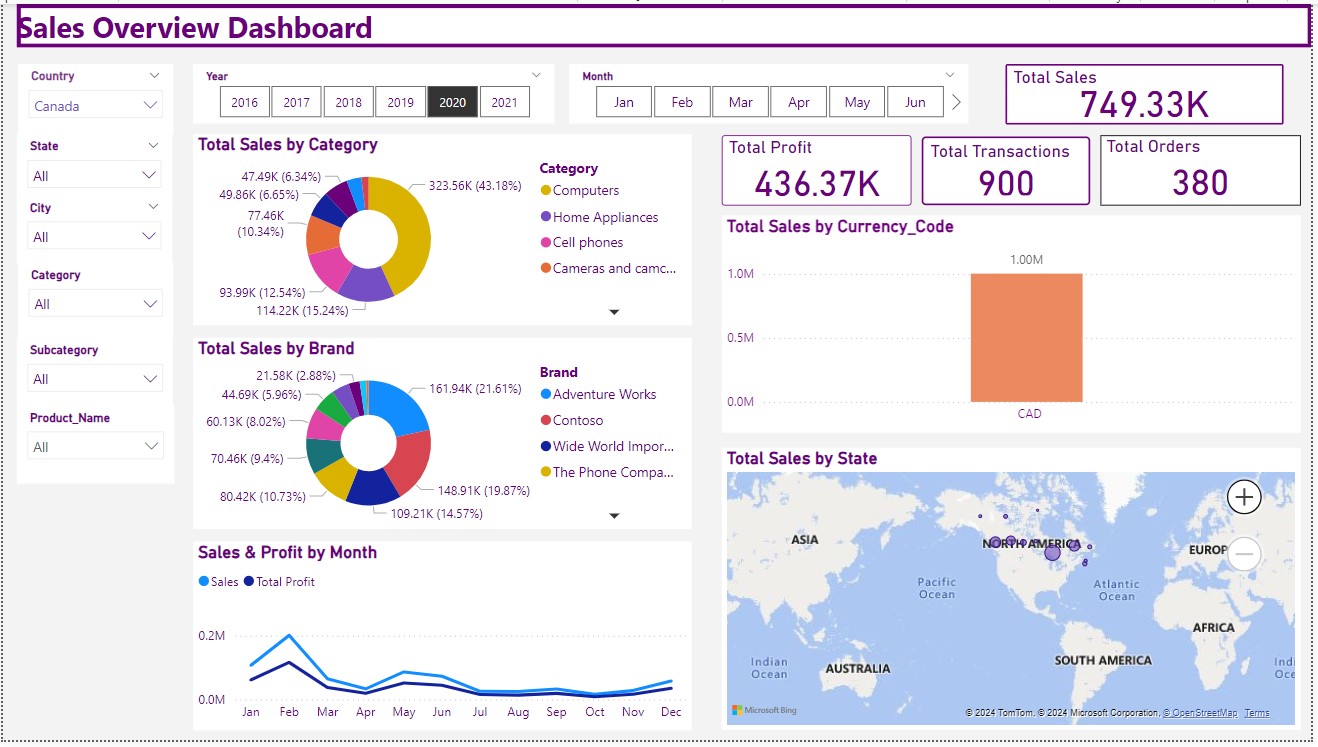 Sales Overview Dashboard
Country
Canada
State
All
City
All
Category
All
Subcategory
All
Product_Name
All
Year
2016 2017 2018 2019 2020 2021
Month
Jan Feb Mar Apr May Jun
Total Sales
749.33K
Total Profit
436.37K
Total Transactions
900
Total Orders
380
Total Sales by Category
47.49K (6.34%)
49.86K (6.65%)
77.46K
(10.34%)
93.99K (12.54%)
114.22K (15.24%)
323.56K (43.18%)
Category
Computers
Home Appliances
Cell phones
Cameras and camc...
Total Sales by Brand
21.58K (2.88%)
44.69K (5.96%)
60.13K (8.02%)
70.46K (9.4%)
80.42K (10.73%)
109.21K (14.57%)
148.91K (19.87%)
161.94K (21.61%)
Brand
Adventure Works
Contoso
Wide World Impor...
The Phone Compa...
Sales & Profit by Month
Sales Total Profit
0.2M
0.0M
Jan Feb Mar Apr May Jun Jul Aug Sep Oct Nov Dec
Total Sales by Currency_Code
1.00M
1.0M
0.5M
0.0M
CAD
Total Sales by State
ASIA
NORTH AMERICA
EUROP
Pacific
Ocean
Atlantic
Ocean
AFRICA
Indian
Ocean
AUSTRALIA
SOUTH AMERICA
Indi
Oce
Microsoft Bing
© 2024 TomTom, © 2024 Microsoft Corporation, © OpenStreetMap Terms